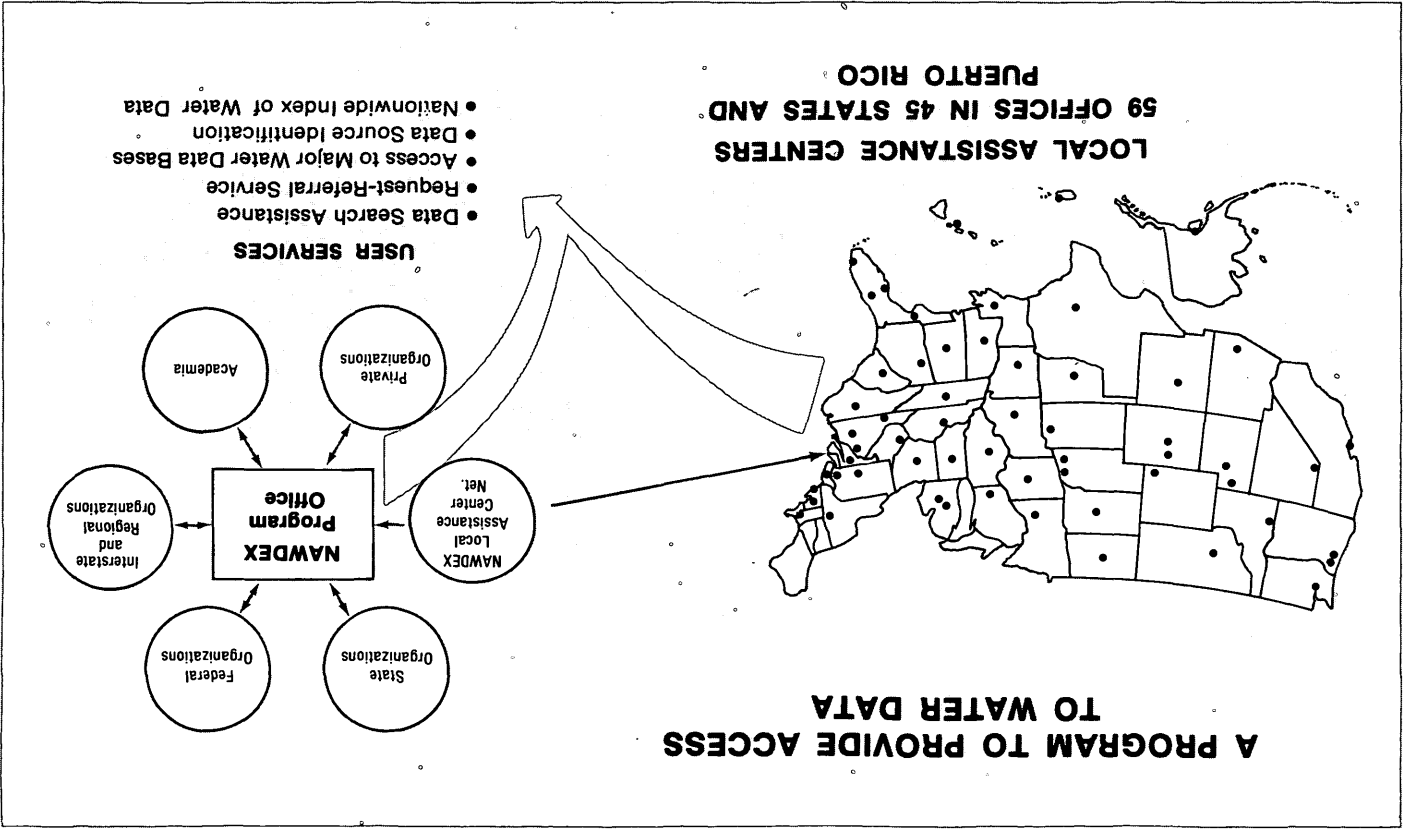 A PROGRAM TO PROVIDE ACCESS
TO WATER DATA
LOCAL ASSISTANCE CENTERS
59 OFFICES IN 45 STATES AND
PUERTO RICO
State
Organizations
Federal
Organizations
NAWDEX
Local
Assistance
Center
Net.
NAWDEX
Program
Office
Interstate
and
Regional
Organizations
Private
Organizations
Academia
USER SERVICES
• Data Search Assistance
• Request-Referral Service
• Access to Major Water Data Bases
• Data Source Identification
• Nationwide Index of Water Data